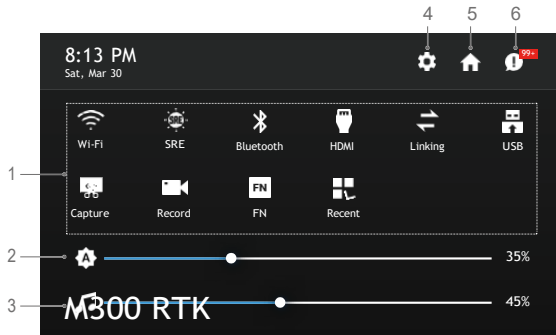 4 5 6
8:13 PM
99+
Sat, Mar 30
SRE
Wi-Fi SRE Bluetooth HDMI Linking USB
1
FN
Capture Record FN Recent
2 A 35%
3 M300 RTK 45%